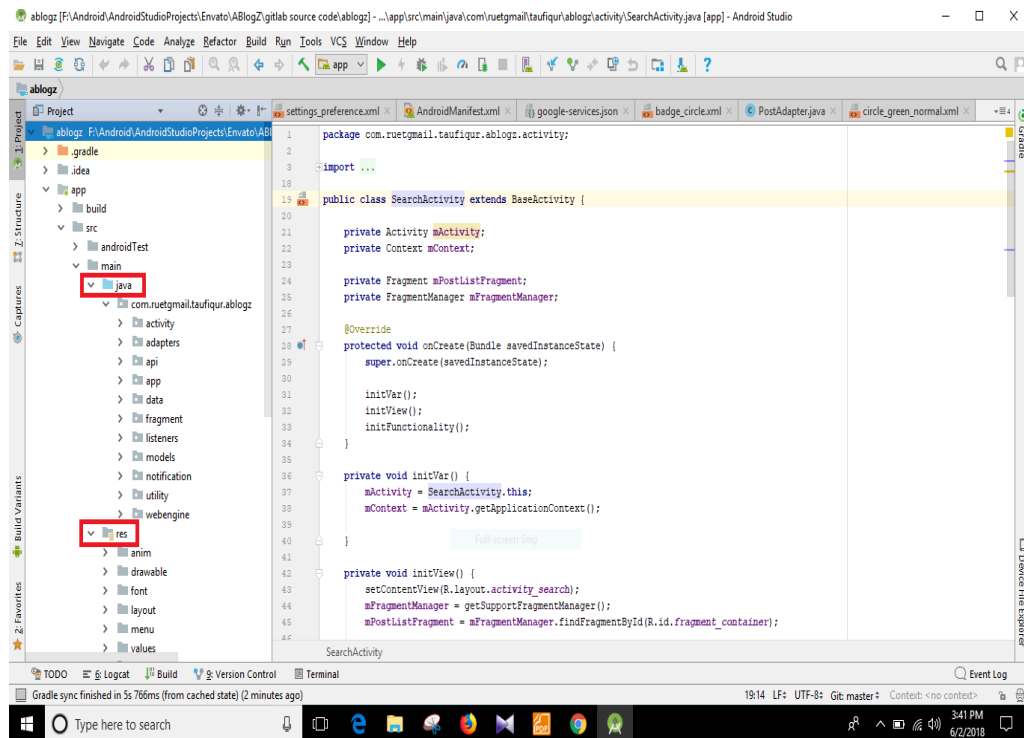 ablogz [F:\Android\AndroidStudioProjects\Envato\ABlogZ\gitlab source code\ablogz] - ...\app\src\main\java\com\ruetgmail\taufiqur\ablogz\activity\SearchActivity.java [app] - Android Studio
File Edit View Navigate Code Analyze Refactor Build Run Tools VCS Window Help
app
ablogz
Project
settings_preference.xml AndroidManifest.xml google-services.json badge_circle.xml PostAdapter.java circle_green_normal.xml
1: Project
Z: Structure
Captures
Build Variants
2: Favorites
ablogz F:\Android\AndroidStudioProjects\Envato\ABl
.gradle
.idea
app
build
src
androidTest
main
java
com.ruetgmail.taufiqur.ablogz
activity
adapters
api
app
data
fragment
listeners
models
notification
utility
webengine
res
anim
drawable
font
layout
menu
values
1 package com.ruetgmail.taufiqur.ablogz.activity;
2
3 import ...
18
19 public class SearchActivity extends BaseActivity {
20
21 private Activity mActivity;
22 private Context mContext;
23
24 private Fragment mPostListFragment;
25 private FragmentManager mFragmentManager;
26
27 @Override
28 protected void onCreate(Bundle savedInstanceState) {
29 super.onCreate(savedInstanceState);
30
31 initVar();
32 initView();
33 initFunctionality();
34 }
35
36 private void initVar() {
37 mActivity = SearchActivity.this;
38 mContext = mActivity.getApplicationContext();
39
40 }
Full-screen Snip
41
42 private void initView() {
43 setContentView(R.layout.activity_search);
44 mFragmentManager = getSupportFragmentManager();
45 mPostListFragment = mFragmentManager.findFragmentById(R.id.fragment_container);
46
SearchActivity
Gradle
Device File Explorer
TODO 6: Logcat Build 9: Version Control Terminal Event Log
Gradle sync finished in 5s 766ms (from cached state) (2 minutes ago) 19:14 LF UTF-8 Git: master Context: <no context>
Type here to search
3:41 PM
6/2/2018